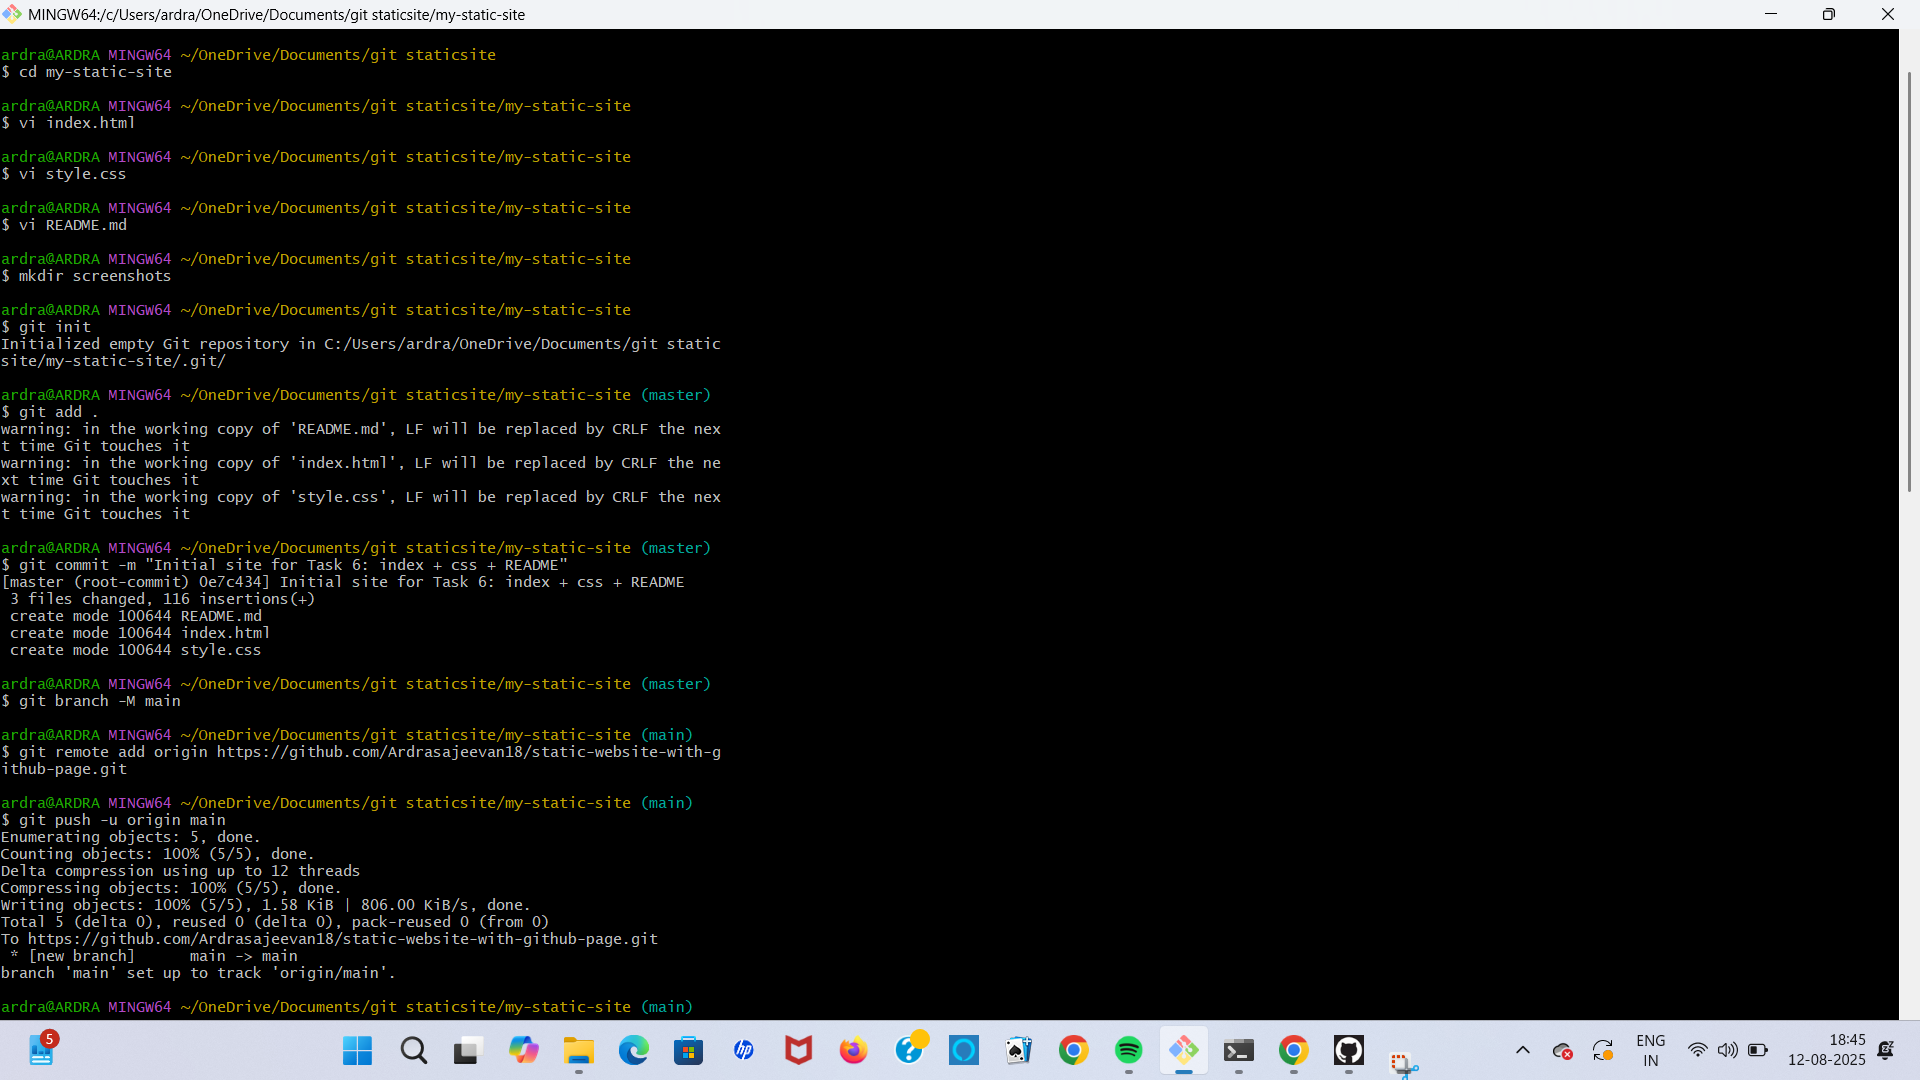 MINGW64:/c/Users/ardra/OneDrive/Documents/git staticsite/my-static-site
ardra@ARDRA MINGW64 ~/OneDrive/Documents/git staticsite
$ cd my-static-site
ardra@ARDRA MINGW64 ~/OneDrive/Documents/git staticsite/my-static-site
$ vi index.html
ardra@ARDRA MINGW64 ~/OneDrive/Documents/git staticsite/my-static-site
$ vi style.css
ardra@ARDRA MINGW64 ~/OneDrive/Documents/git staticsite/my-static-site
$ vi README.md
ardra@ARDRA MINGW64 ~/OneDrive/Documents/git staticsite/my-static-site
$ mkdir screenshots
ardra@ARDRA MINGW64 ~/OneDrive/Documents/git staticsite/my-static-site
$ git init
Initialized empty Git repository in C:/Users/ardra/OneDrive/Documents/git static
site/my-static-site/.git/
ardra@ARDRA MINGW64 ~/OneDrive/Documents/git staticsite/my-static-site (master)
$ git add .
warning: in the working copy of 'README.md', LF will be replaced by CRLF the nex
t time Git touches it
warning: in the working copy of 'index.html', LF will be replaced by CRLF the ne
xt time Git touches it
warning: in the working copy of 'style.css', LF will be replaced by CRLF the nex
t time Git touches it
ardra@ARDRA MINGW64 ~/OneDrive/Documents/git staticsite/my-static-site (master)
$ git commit -m "Initial site for Task 6: index + css + README"
[master (root-commit) 0e7c434] Initial site for Task 6: index + css + README
 3 files changed, 116 insertions(+)
 create mode 100644 README.md
 create mode 100644 index.html
 create mode 100644 style.css
ardra@ARDRA MINGW64 ~/OneDrive/Documents/git staticsite/my-static-site (master)
$ git branch -M main
ardra@ARDRA MINGW64 ~/OneDrive/Documents/git staticsite/my-static-site (main)
$ git remote add origin https://github.com/Ardrasajeevan18/static-website-with-g
ithub-page.git
ardra@ARDRA MINGW64 ~/OneDrive/Documents/git staticsite/my-static-site (main)
$ git push -u origin main
Enumerating objects: 5, done.
Counting objects: 100% (5/5), done.
Delta compression using up to 12 threads
Compressing objects: 100% (5/5), done.
Writing objects: 100% (5/5), 1.58 KiB | 806.00 KiB/s, done.
Total 5 (delta 0), reused 0 (delta 0), pack-reused 0 (from 0)
To https://github.com/Ardrasajeevan18/static-website-with-github-page.git
 * [new branch]      main -> main
branch 'main' set up to track 'origin/main'.
ardra@ARDRA MINGW64 ~/OneDrive/Documents/git staticsite/my-static-site (main)
5
hp
?
ENG
IN
18:45
12-08-2025